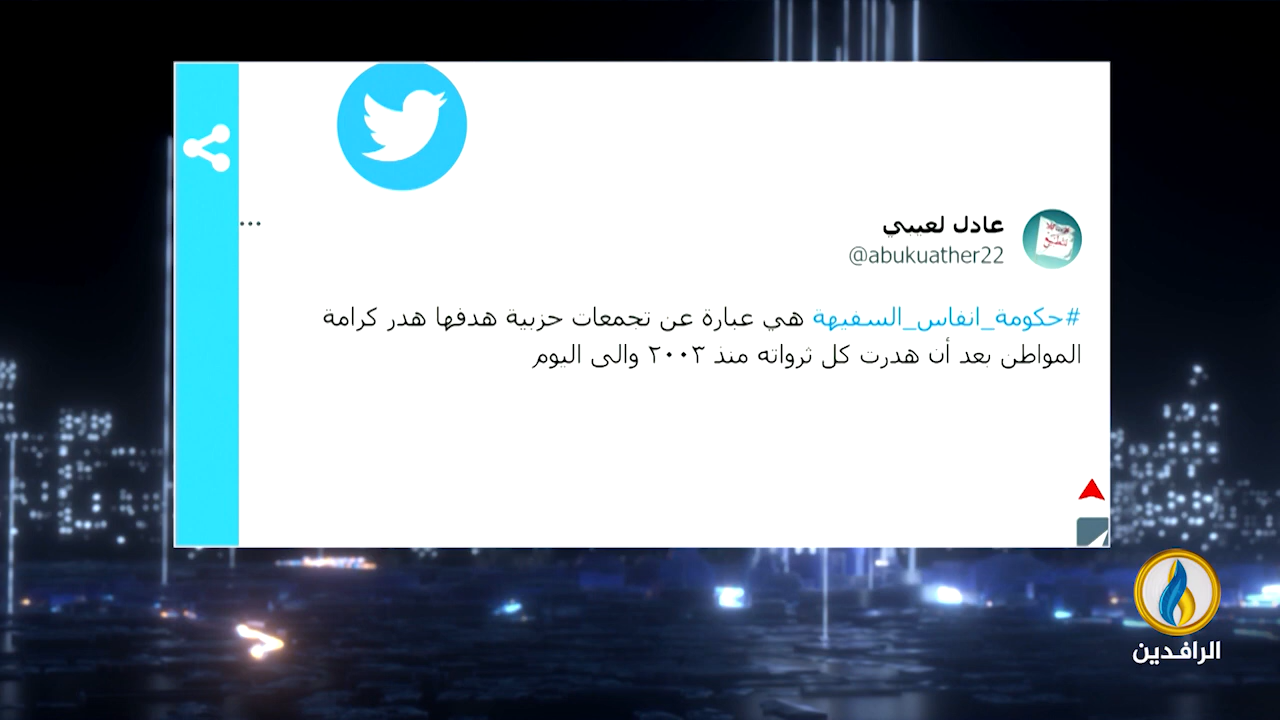 عادل لعيبي
@abukuather22
#حكومة_انفاس_السفيهة هي عبارة عن تجمعات حزبية هدفها هدر كرامة
المواطن بعد أن هدرت كل ثرواته منذ ٢٠٠٣ والى اليوم
الرافدين